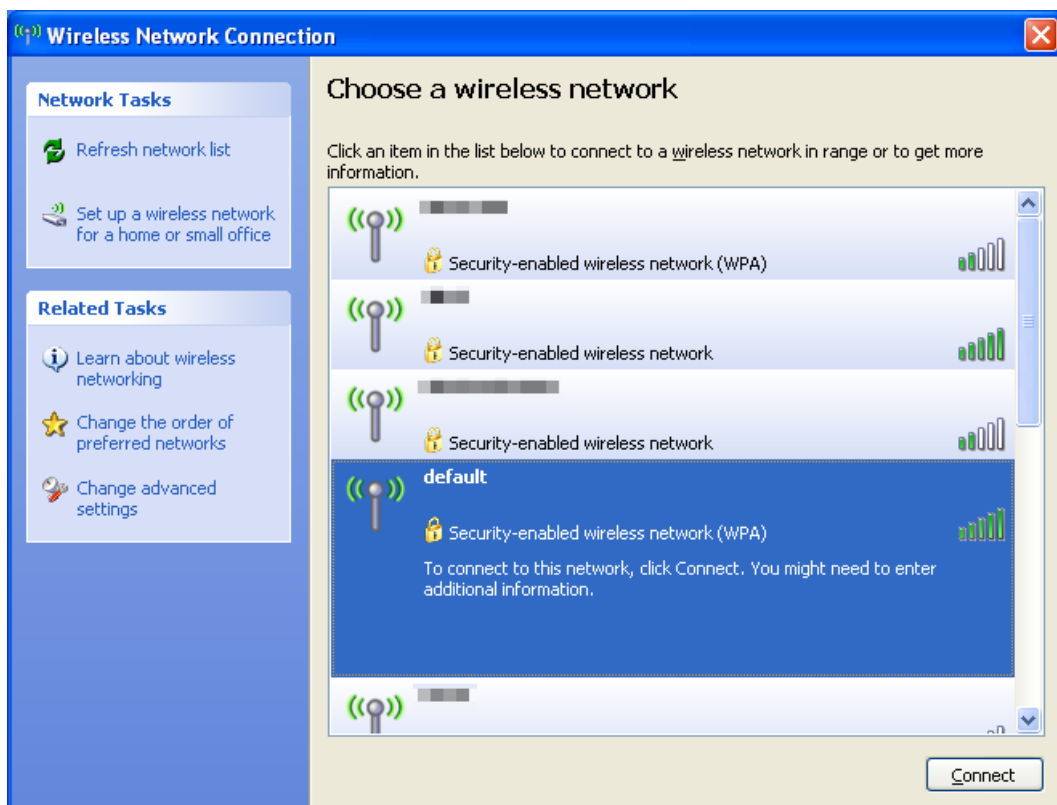 Wireless Network Connection
Network Tasks
Refresh network list
Set up a wireless network
for a home or small office
Related Tasks
Learn about wireless
networking
Change the order of
preferred networks
Change advanced
settings
Choose a wireless network
Click an item in the list below to connect to a wireless network in range or to get more
information.
Security-enabled wireless network (WPA)
Security-enabled wireless network
Security-enabled wireless network
default
Security-enabled wireless network (WPA)
To connect to this network, click Connect. You might need to enter
additional information.
Connect